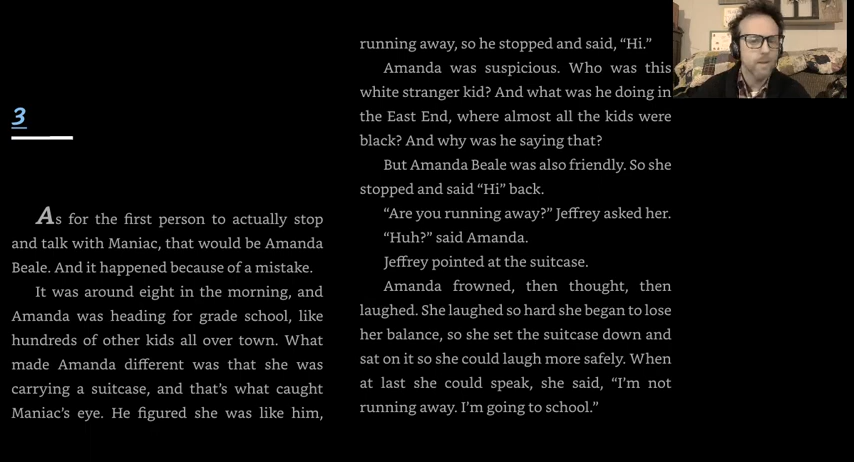 3
As for the first person to actually stop
and talk with Maniac, that would be Amanda
Beale. And it happened because of a mistake.
It was around eight in the morning, and
Amanda was heading for grade school, like
hundreds of other kids all over town. What
made Amanda different was that she was
carrying a suitcase, and that’s what caught
Maniac’s eye. He figured she was like him,
running away, so he stopped and said, “Hi.”
Amanda was suspicious. Who was this
white stranger kid? And what was he doing in
the East End, where almost all the kids were
black? And why was he saying that?
But Amanda Beale was also friendly. So she
stopped and said “Hi” back.
“Are you running away?” Jeffrey asked her.
“Huh?” said Amanda.
Jeffrey pointed at the suitcase.
Amanda frowned, then thought, then
laughed. She laughed so hard she began to lose
her balance, so she set the suitcase down and
sat on it so she could laugh more safely. When
at last she could speak, she said, “I’m not
running away. I’m going to school.”